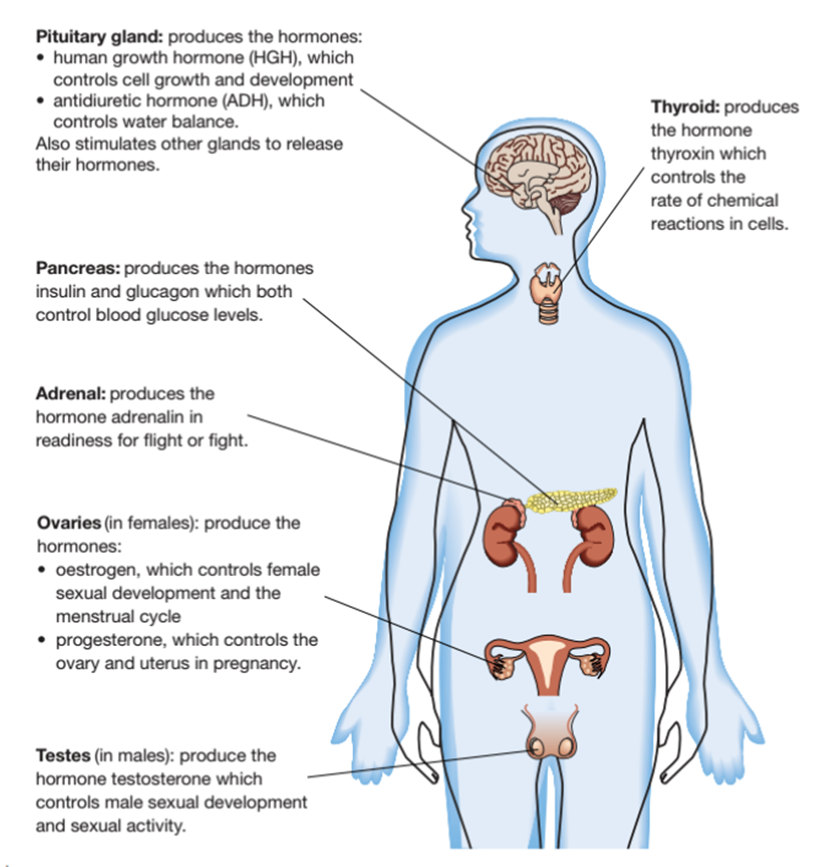 Pituitary gland: produces the hormones:
• human growth hormone (HGH), which
controls cell growth and development
• antidiuretic hormone (ADH), which
controls water balance.
Also stimulates other glands to release
their hormones.
Thyroid: produces
the hormone
thyroxin which
controls the
rate of chemical
reactions in cells.
Pancreas: produces the hormones
insulin and glucagon which both
control blood glucose levels.
Adrenal: produces the
hormone adrenalin in
readiness for flight or fight.
Ovaries (in females): produce the
hormones:
• oestrogen, which controls female
sexual development and the
menstrual cycle
• progesterone, which controls the
ovary and uterus in pregnancy.
Testes (in males): produce the
hormone testosterone which
controls male sexual development
and sexual activity.